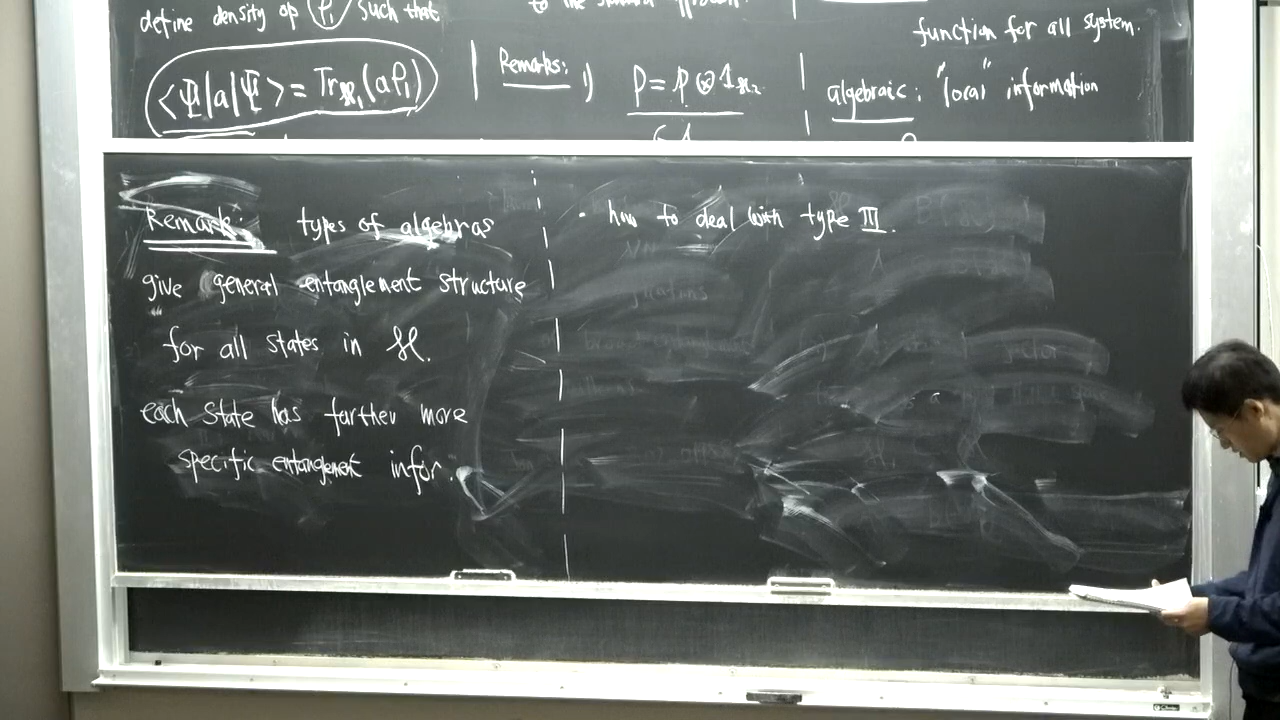 define density op ρ₁ such that
⟨Ψ|a|Ψ⟩ = Tr_ℋ₁(aρ₁)
Remarks: 1)
P = p ⊗ 1_ℋ₂
function for all system.
algebraic: "local" information
Remark: types of algebras
give general entanglement structure
for all states in ℋ.
each state has further more
specific entanglement infor.
· how to deal with type III.